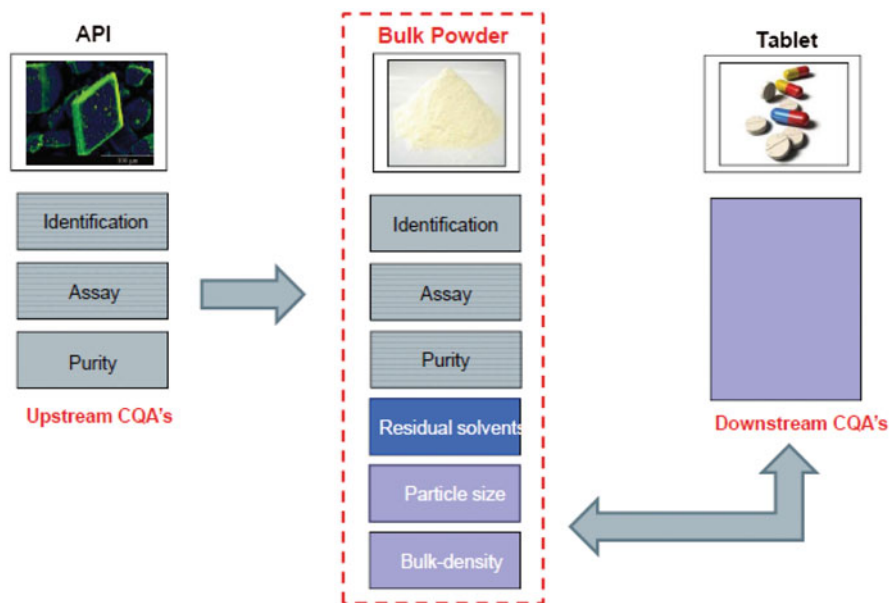 API
Bulk Powder
Tablet
Identification
Assay
Purity
Upstream CQA's
Identification
Assay
Purity
Residual solvents
Particle size
Bulk-density
Downstream CQA's